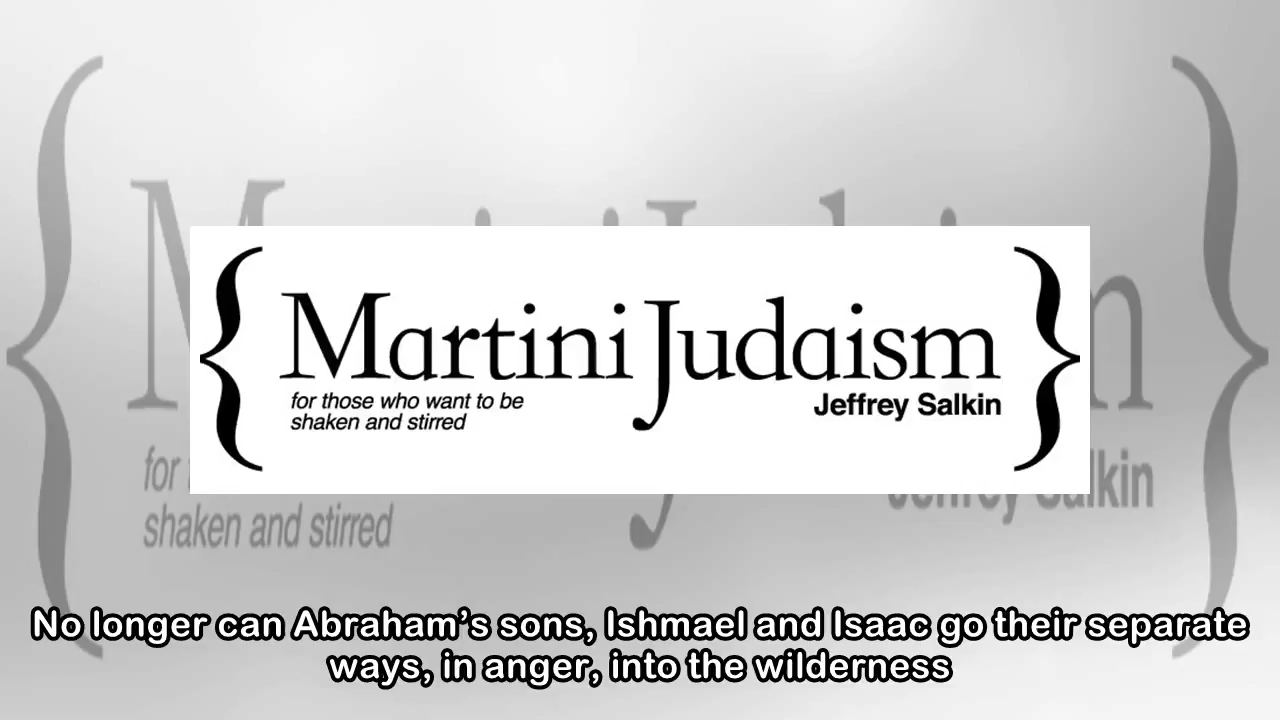 Martini Judaism
for those who want to be
shaken and stirred
Jeffrey Salkin
No longer can Abraham’s sons, Ishmael and Isaac go their separate
ways, in anger, into the wilderness